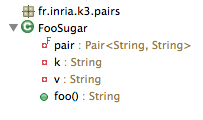 fr.inria.k3.pairs
FooSugar
F pair : Pair<String, String>
k : String
v : String
foo() : String